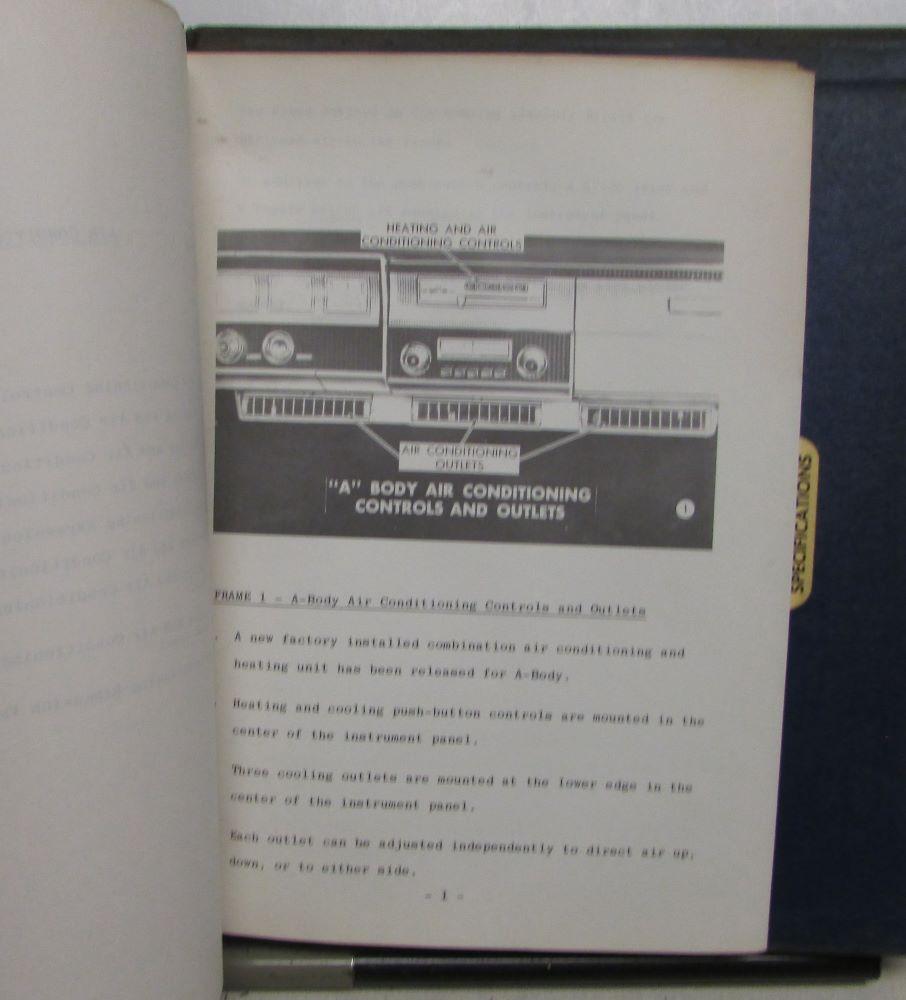 HEATING AND AIR
CONDITIONING CONTROLS
AIR CONDITIONING
OUTLETS
"A" BODY AIR CONDITIONING
CONTROLS AND OUTLETS
1
SPECIFICATIONS
FRAME 1 - A-Body Air Conditioning Controls and Outlets
A new factory installed combination air conditioning and
heating unit has been released for A-Body.
Heating and cooling push-button controls are mounted in the
center of the instrument panel.
Three cooling outlets are mounted at the lower edge in the
center of the instrument panel.
Each outlet can be adjusted independently to direct air up,
down, or to either side.
- 1 -